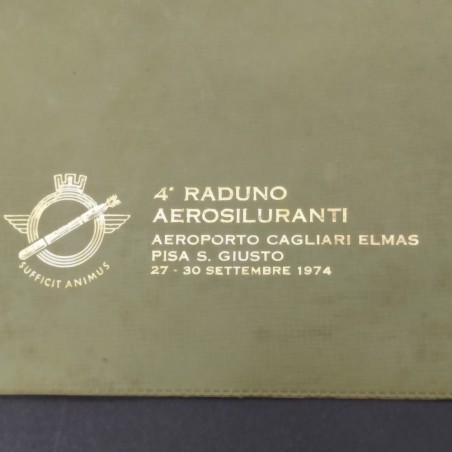 4° RADUNO
AEROSILURANTI
AEROPORTO CAGLIARI ELMAS
PISA S. GIUSTO
27 - 30 SETTEMBRE 1974
SUFFICIT ANIMUS